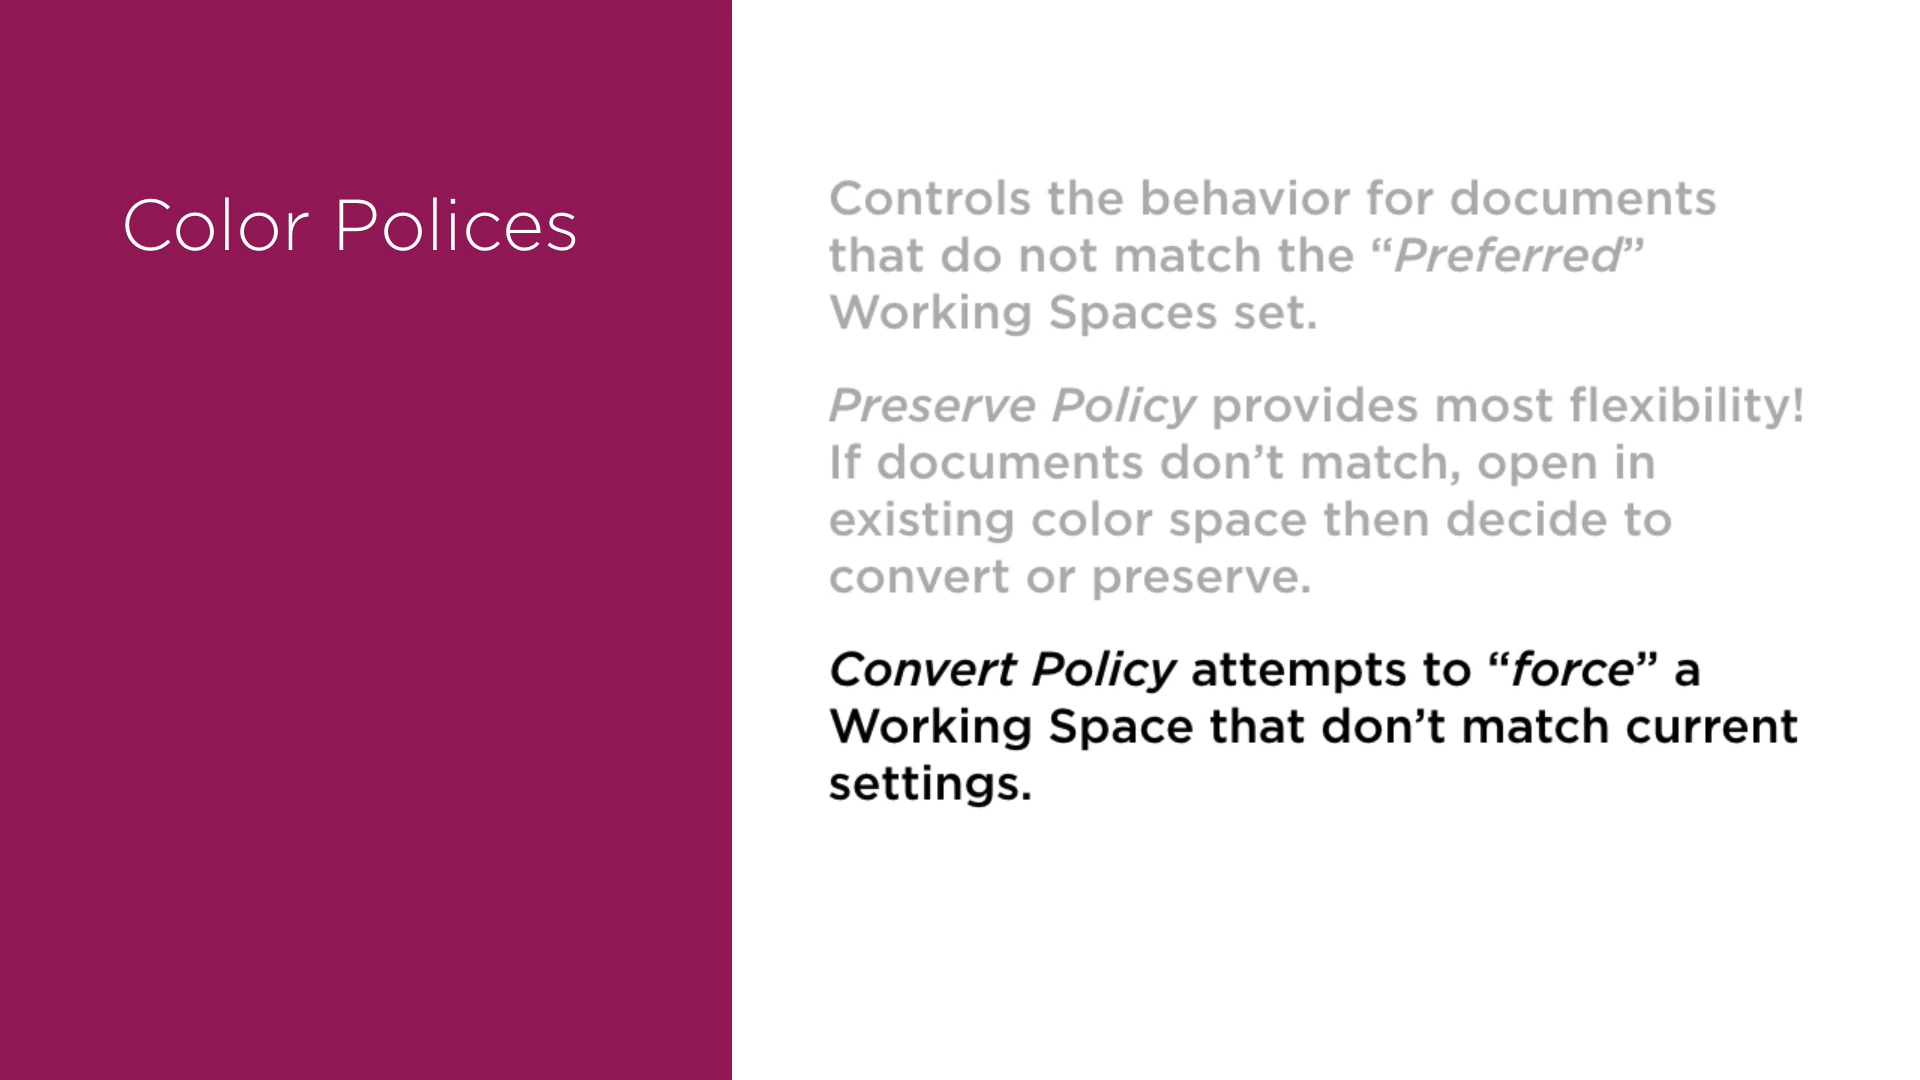 Color Polices
Controls the behavior for documents
that do not match the “Preferred”
Working Spaces set.
Preserve Policy provides most flexibility!
If documents don’t match, open in
existing color space then decide to
convert or preserve.
Convert Policy attempts to “force” a
Working Space that don’t match current
settings.